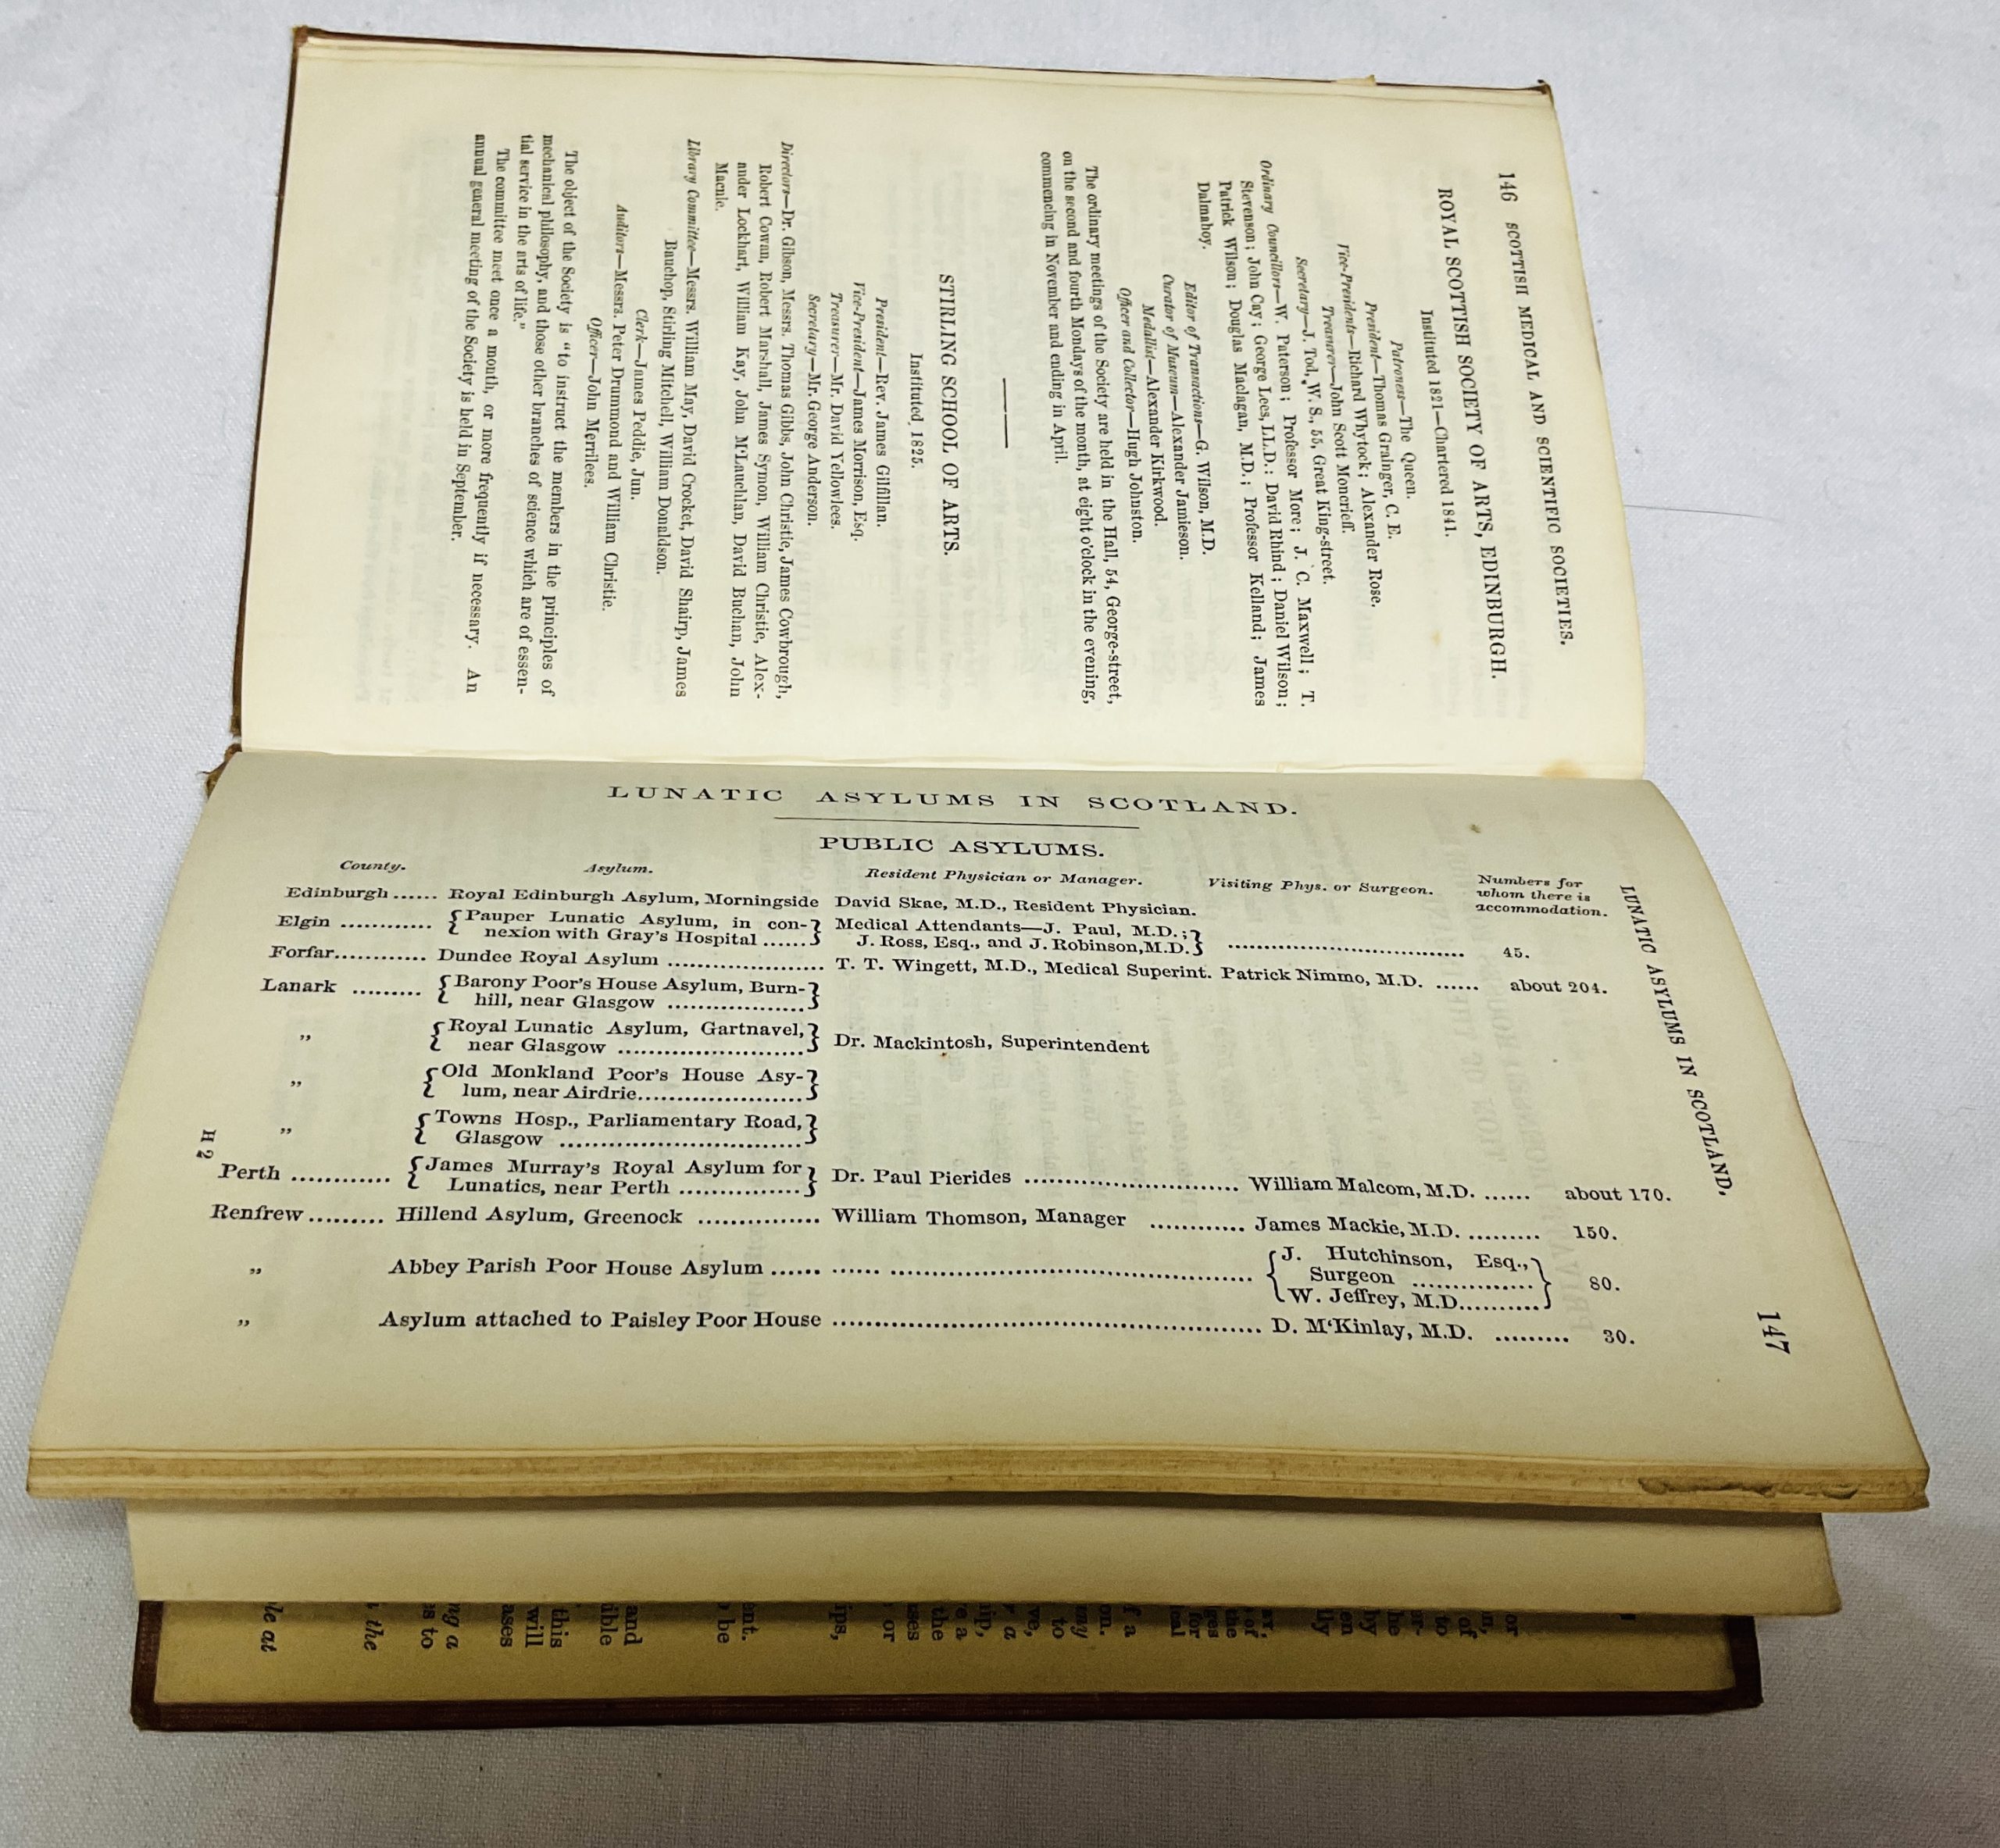 146 SCOTTISH MEDICAL AND SCIENTIFIC SOCIETIES.
ROYAL SCOTTISH SOCIETY OF ARTS, EDINBURGH.
Instituted 1821—Chartered 1841.
Patroness—The Queen.
President—Thomas Grainger, C. E.
Vice-Presidents—Richard Whytock; Alexander Rose.
Treasurer—John Scott Moncrieff.
Secretary—J. Tod, W. S., 55, Great King-street.
Ordinary Councillors—W. Paterson; Professor More; J. C. Maxwell; T.
Stevenson; John Cay; George Lees, LL.D.: David Rhind; Daniel Wilson;
Patrick Wilson; Douglas Maclagan, M.D.; Professor Kelland; James
Dalmahoy.
Editor of Transactions—G. Wilson, M.D.
Curator of Museum—Alexander Jamieson.
Medallist—Alexander Kirkwood.
Officer and Collector—Hugh Johnston.
The ordinary meetings of the Society are held in the Hall, 54, George-street,
on the second and fourth Mondays of the month, at eight o'clock in the evening,
commencing in November and ending in April.
STIRLING SCHOOL OF ARTS.
Instituted 1825.
President—Rev. James Gilfillan.
Vice-President—James Morrison, Esq.
Treasurer—Mr. David Yellowlees.
Secretary—Mr. George Anderson.
Directors—Dr. Gibson, Messrs. Thomas Gibbs, John Christie, James Cowbrough,
Robert Cowan, Robert Marshall, James Symon, William Christie, Alex-
ander Lockhart, William Kay, John M'Lauchlan, David Buchan, John
Macnie.
Library Committee—Messrs. William May, David Crocket, David Shairp, James
Bauchop, Stirling Mitchell, William Donaldson.
Clerk—James Peddie, Jun.
Auditors—Messrs. Peter Drummond and William Christie.
Officer—John Merrilees.
The object of the Society is "to instruct the members in the principles of
mechanical philosophy, and those other branches of science which are of essen-
tial service in the arts of life."
The committee meet once a month, or more frequently if necessary. An
annual general meeting of the Society is held in September.
LUNATIC ASYLUMS IN SCOTLAND. 147
LUNATIC ASYLUMS IN SCOTLAND.
PUBLIC ASYLUMS.
County. Asylum. Resident Physician or Manager. Visiting Phys. or Surgeon. Numbers for
whom there is
accommodation.
Edinburgh ...... Royal Edinburgh Asylum, Morningside David Skae, M.D., Resident Physician.
Elgin ............ {Pauper Lunatic Asylum, in con-} Medical Attendants—J. Paul, M.D.;}
nexion with Gray's Hospital ...... J. Ross, Esq., and J. Robinson, M.D. .................................... 45.
Forfar............ Dundee Royal Asylum ........................ T. T. Wingett, M.D., Medical Superint. Patrick Nimmo, M.D. ...... about 204.
Lanark ......... {Barony Poor's House Asylum, Burn-}
hill, near Glasgow .....................
„ {Royal Lunatic Asylum, Gartnavel,} Dr. Mackintosh, Superintendent
near Glasgow ...........................
„ {Old Monkland Poor's House Asy-}
lum, near Airdrie........................
„ {Towns Hosp., Parliamentary Road,}
Glasgow ....................................
Perth ............ {James Murray's Royal Asylum for} Dr. Paul Pierides ................................. William Malcom, M.D. ...... about 170.
Lunatics, near Perth ..................
Renfrew ......... Hillend Asylum, Greenock ............... William Thomson, Manager ............ James Mackie, M.D. ......... 150.
„ Abbey Parish Poor House Asylum ...... ...... .......................................... {J. Hutchinson, Esq.,}
Surgeon ............... 80.
W. Jeffrey, M.D...........
„ Asylum attached to Paisley Poor House ................................................... D. M'Kinlay, M.D. ......... 30.
H 2